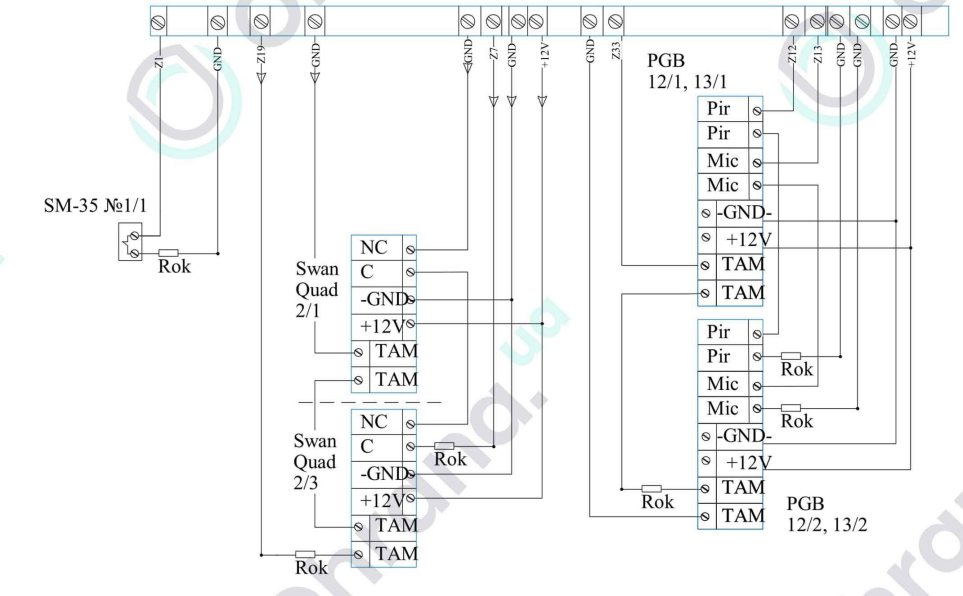 Z1
GND
Z19
GND
GND
Z7
GND
+12V
GND
Z33
Z12
Z13
GND
GND
GND
+12V
PGB
12/1, 13/1
Pir
Pir
Mic
Mic
-GND-
+12V
TAM
TAM
SM-35 №1/1
Rok
Swan
Quad
2/1
NC
C
-GND
+12V
TAM
TAM
Swan
Quad
2/3
NC
C
-GND
+12V
TAM
TAM
Rok
Rok
Pir
Pir
Mic
Mic
-GND-
+12V
TAM
TAM
Rok
Rok
Rok
PGB
12/2, 13/2
ohrana.ua